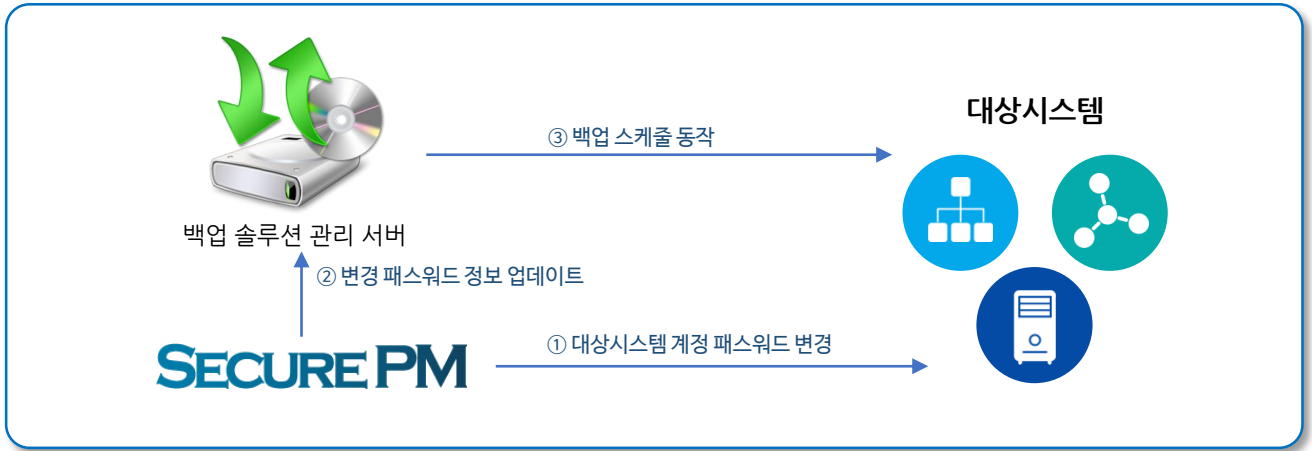 대상시스템
③ 백업 스케줄 동작
백업 솔루션 관리 서버
② 변경 패스워드 정보 업데이트
① 대상시스템 계정 패스워드 변경
SECURE PM